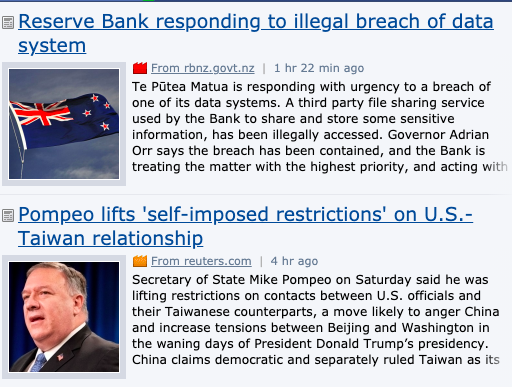 Reserve Bank responding to illegal breach of data
system
From rbnz.govt.nz | 1 hr 22 min ago
Te Pūtea Matua is responding with urgency to a breach of
one of its data systems. A third party file sharing service
used by the Bank to share and store some sensitive
information, has been illegally accessed. Governor Adrian
Orr says the breach has been contained, and the Bank is
treating the matter with the highest priority, and acting with
Pompeo lifts 'self-imposed restrictions' on U.S.-
Taiwan relationship
From reuters.com | 4 hr ago
Secretary of State Mike Pompeo on Saturday said he was
lifting restrictions on contacts between U.S. officials and
their Taiwanese counterparts, a move likely to anger China
and increase tensions between Beijing and Washington in
the waning days of President Donald Trump’s presidency.
China claims democratic and separately ruled Taiwan as its